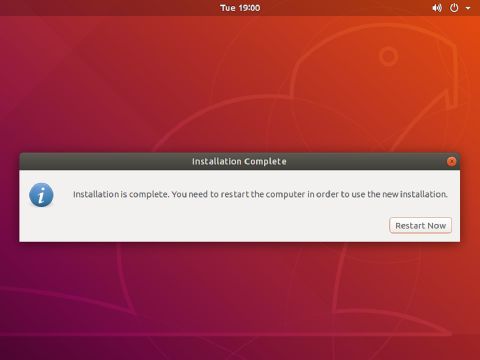 Tue 19:00
Installation Complete
Installation is complete. You need to restart the computer in order to use the new installation.
Restart Now